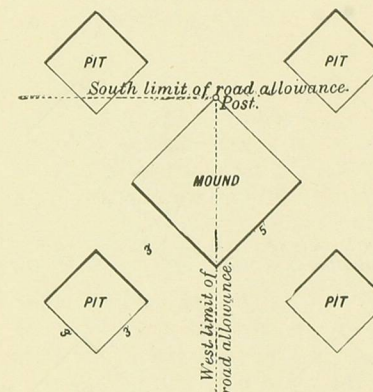 PIT
PIT
South limit of road allowance.
Post.
MOUND
5
3
West limit of
road allowance.
PIT
PIT
3
3